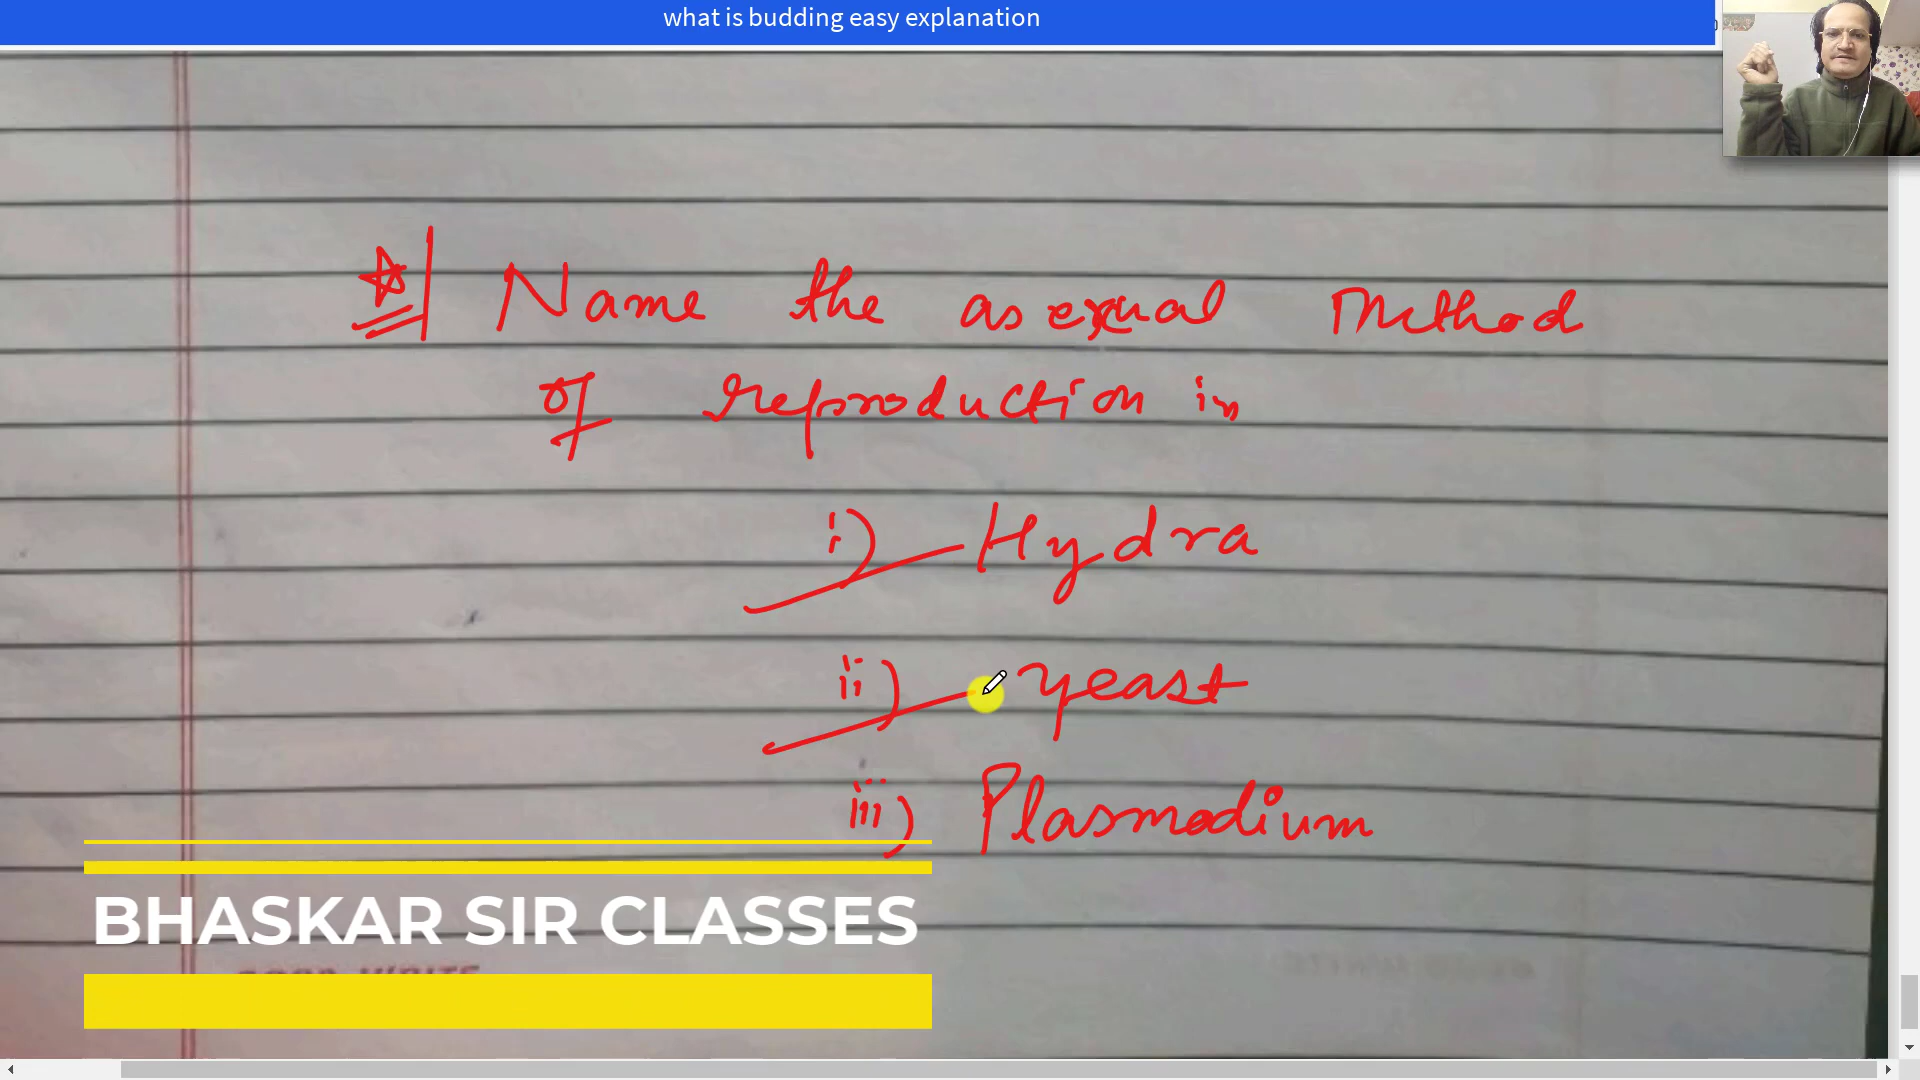 what is budding easy explanation
Name the asexual Method
of reproduction in
i) Hydra
ii) yeast
iii) Plasmodium
BHASKAR SIR CLASSES